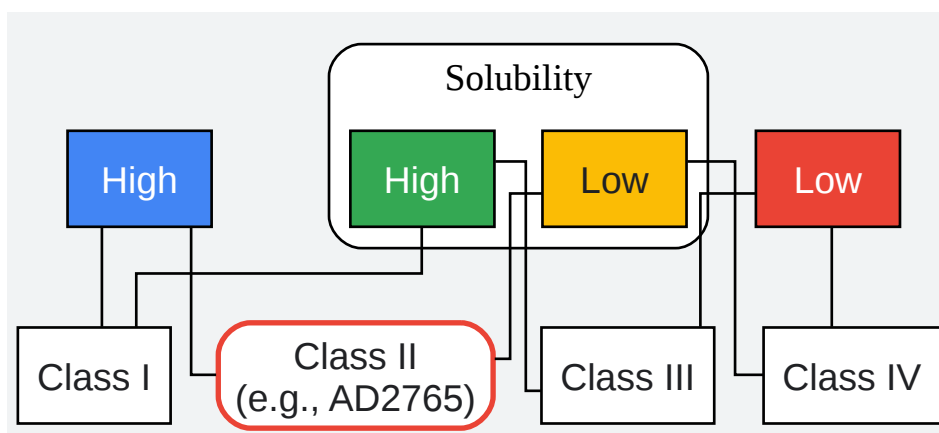 Solubility
High
High
Low
Low
Class I
Class II
(e.g., AD2765)
Class III
Class IV